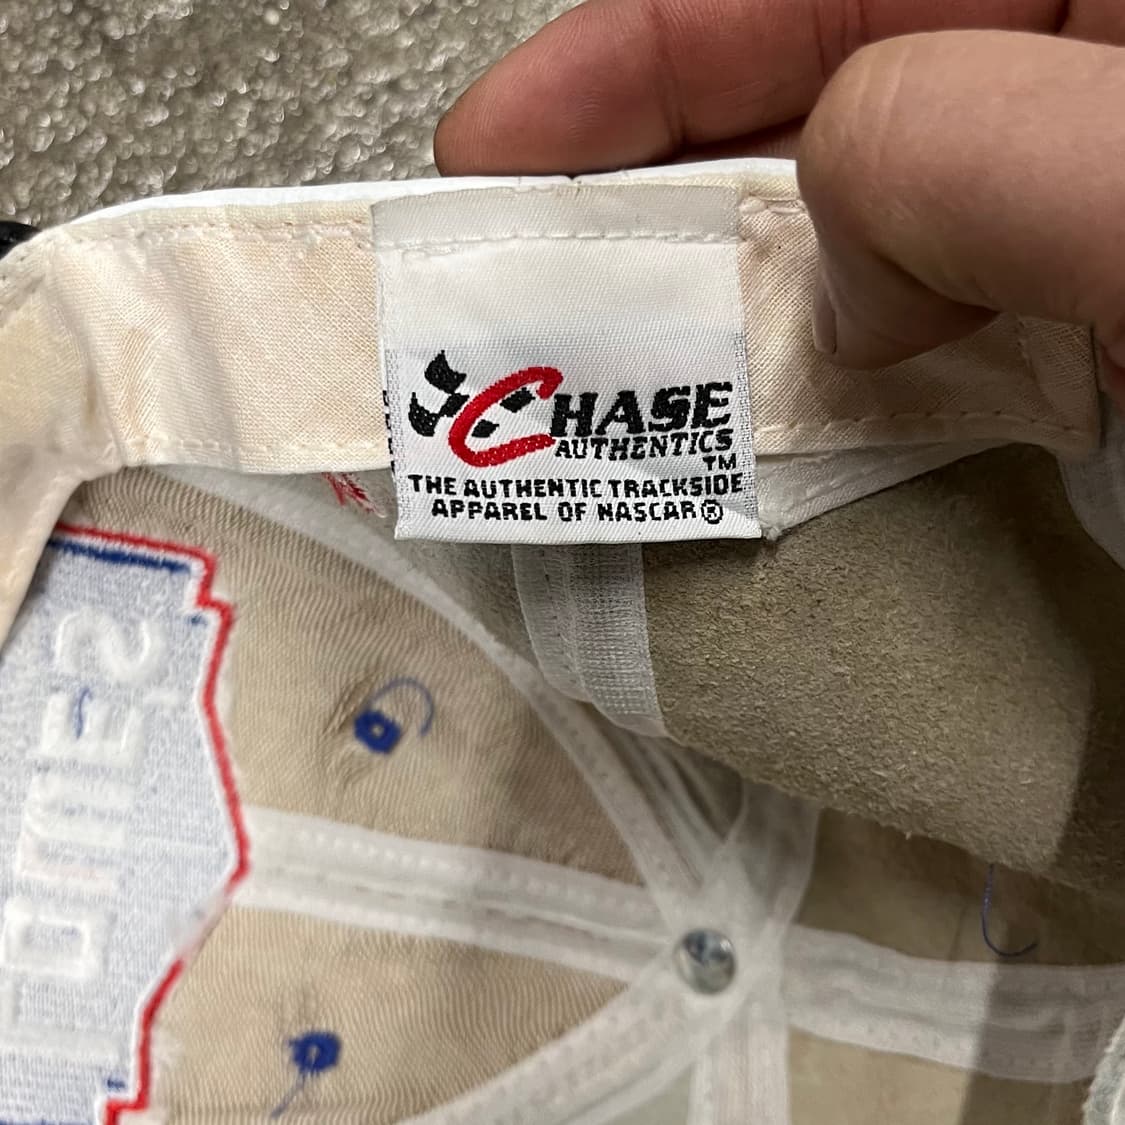 CHASE
AUTHENTICS
TM
THE AUTHENTIC TRACKSIDE
APPAREL OF NASCAR®